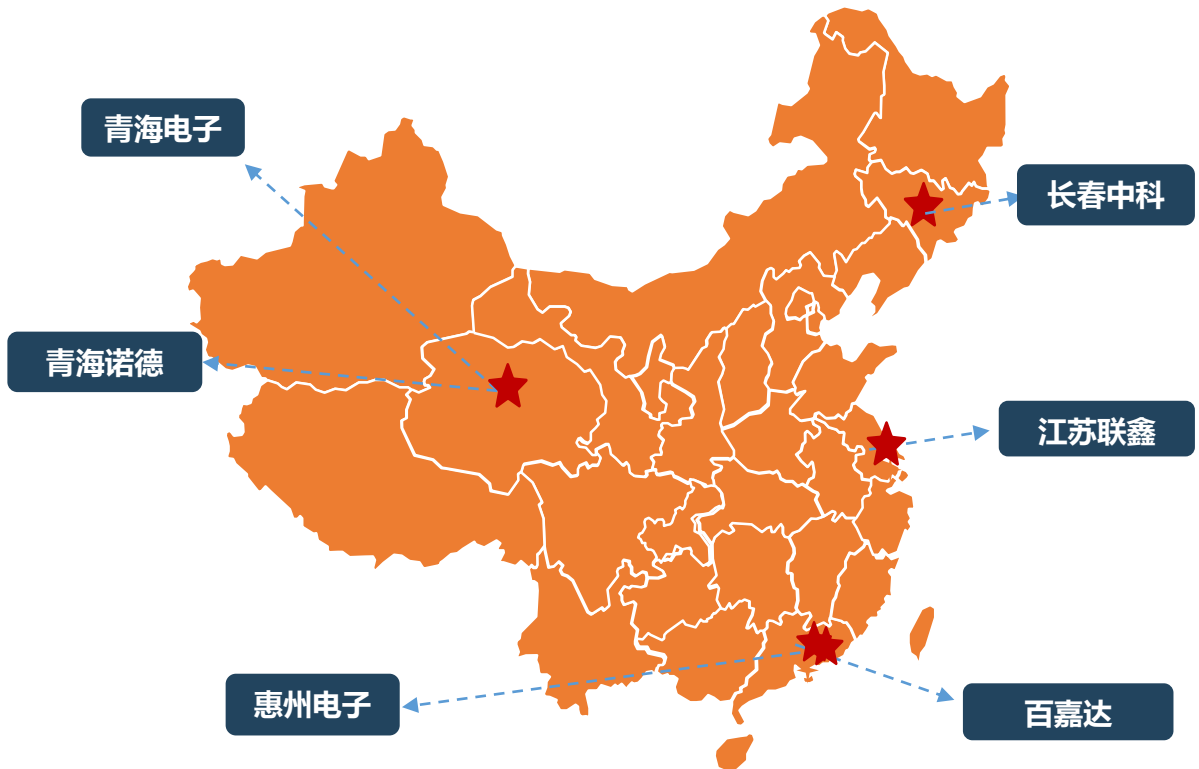 青海电子
长春中科
青海诺德
江苏联鑫
惠州电子
百嘉达